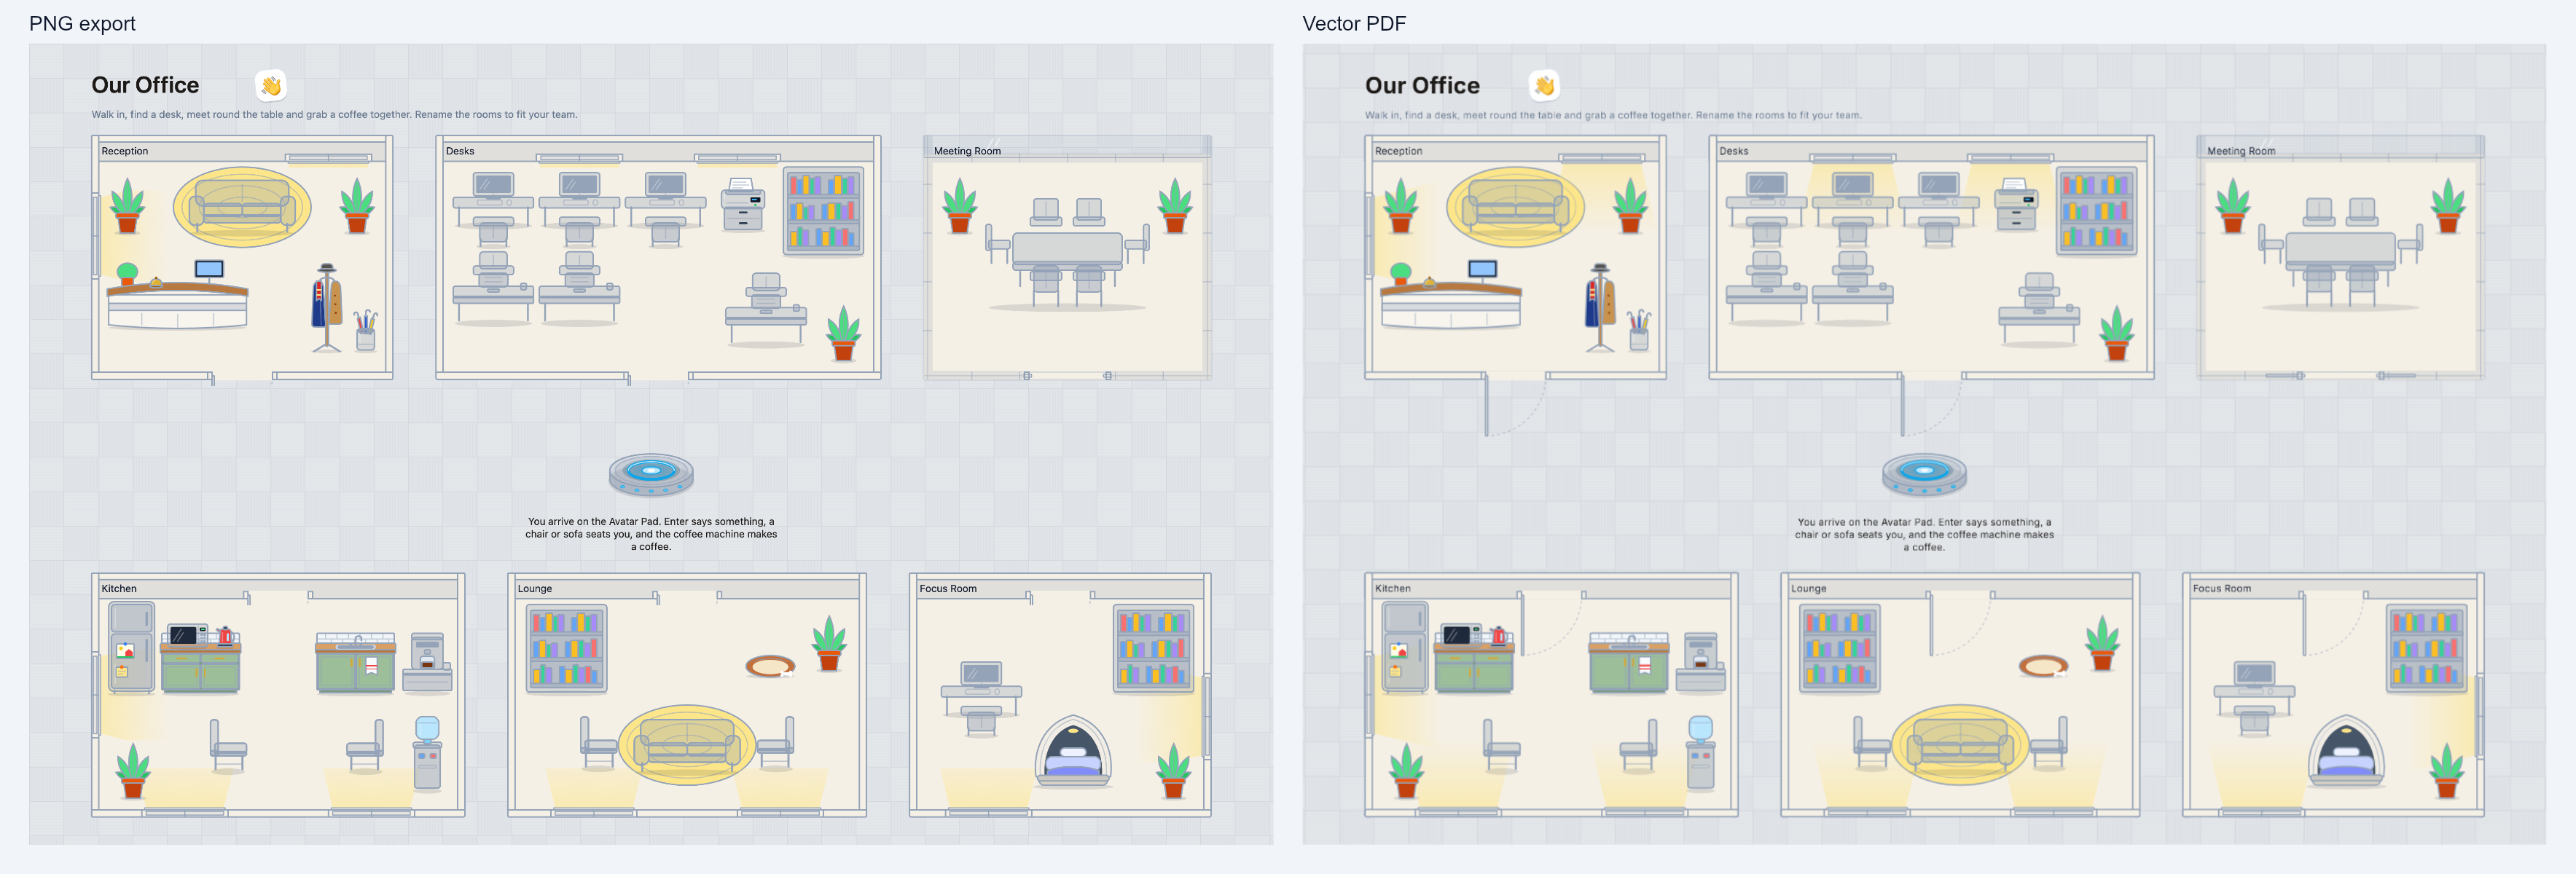 PNG export
Our Office
Walk in, find a desk, meet round the table and grab a coffee together. Rename the rooms to fit your team.
Reception
Desks
Meeting Room
You arrive on the Avatar Pad. Enter says something, a
chair or sofa seats you, and the coffee machine makes
a coffee.
Kitchen
Lounge
Focus Room
Vector PDF
Our Office
Walk in, find a desk, meet round the table and grab a coffee together. Rename the rooms to fit your team.
Reception
Desks
Meeting Room
You arrive on the Avatar Pad. Enter says something, a
chair or sofa seats you, and the coffee machine makes
a coffee.
Kitchen
Lounge
Focus Room